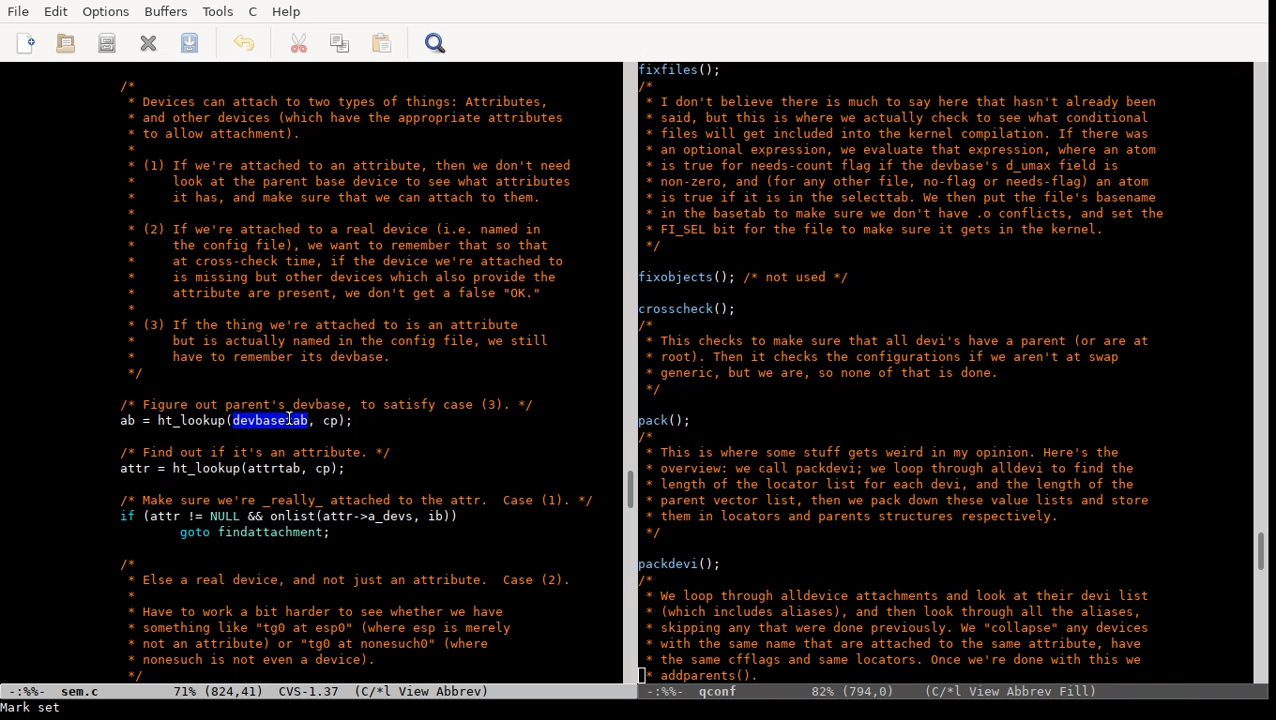 File Edit Options Buffers Tools C Help
/*
 * Devices can attach to two types of things: Attributes,
 * and other devices (which have the appropriate attributes
 * to allow attachment).
 *
 * (1) If we're attached to an attribute, then we don't need
 *     look at the parent base device to see what attributes
 *     it has, and make sure that we can attach to them.
 *
 * (2) If we're attached to a real device (i.e. named in
 *     the config file), we want to remember that so that
 *     at cross-check time, if the device we're attached to
 *     is missing but other devices which also provide the
 *     attribute are present, we don't get a false "OK."
 *
 * (3) If the thing we're attached to is an attribute
 *     but is actually named in the config file, we still
 *     have to remember its devbase.
 */
/* Figure out parent's devbase, to satisfy case (3). */
ab = ht_lookup(devbasetab, cp);
/* Find out if it's an attribute. */
attr = ht_lookup(attrtab, cp);
/* Make sure we're _really_ attached to the attr.  Case (1). */
if (attr != NULL && onlist(attr->a_devs, ib))
        goto findattachment;
/*
 * Else a real device, and not just an attribute.  Case (2).
 *
 * Have to work a bit harder to see whether we have
 * something like "tg0 at esp0" (where esp is merely
 * not an attribute) or "tg0 at nonesuch0" (where
 * nonesuch is not even a device).
 */
-:%%-  sem.c          71% (824,41)   CVS-1.37  (C/*l View Abbrev)
fixfiles();
/*
 * I don't believe there is much to say here that hasn't already been
 * said, but this is where we actually check to see what conditional
 * files will get included into the kernel compilation. If there was
 * an optional expression, we evaluate that expression, where an atom
 * is true for needs-count flag if the devbase's d_umax field is
 * non-zero, and (for any other file, no-flag or needs-flag) an atom
 * is true if it is in the selecttab. We then put the file's basename
 * in the basetab to make sure we don't have .o conflicts, and set the
 * FI_SEL bit for the file to make sure it gets in the kernel.
 */
fixobjects(); /* not used */
crosscheck();
/*
 * This checks to make sure that all devi's have a parent (or are at
 * root). Then it checks the configurations if we aren't at swap
 * generic, but we are, so none of that is done.
 */
pack();
/*
 * This is where some stuff gets weird in my opinion. Here's the
 * overview: we call packdevi; we loop through alldevi to find the
 * length of the locator list for each devi, and the length of the
 * parent vector list, then we pack down these value lists and store
 * them in locators and parents structures respectively.
 */
packdevi();
/*
 * We loop through alldevice attachments and look at their devi list
 * (which includes aliases), and then look through all the aliases,
 * skipping any that were done previously. We "collapse" any devices
 * with the same name that are attached to the same attribute, have
 * the same cfflags and same locators. Once we're done with this we
 * addparents().
-:%%-  qconf          82% (794,0)    (C/*l View Abbrev Fill)
Mark set